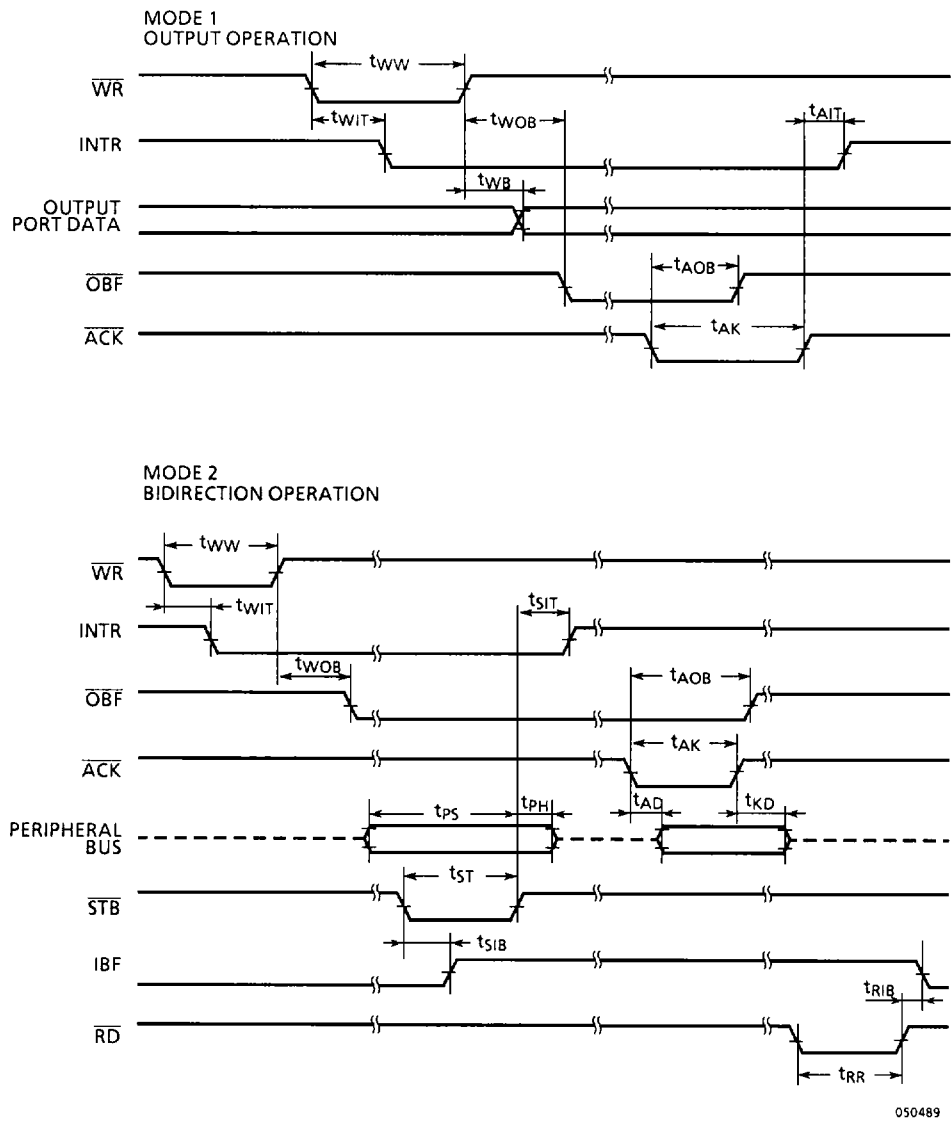 MODE 1
OUTPUT OPERATION
tWW
WR
tWIT
tWOB
tAIT
INTR
tWB
OUTPUT
PORT DATA
tAOB
OBF
tAK
ACK
MODE 2
BIDIRECTION OPERATION
tWW
WR
tWIT
tSIT
INTR
tWOB
tAOB
OBF
tAK
ACK
tPS
tPH
tAD
tKD
PERIPHERAL
BUS
tST
STB
tSIB
IBF
tRIB
RD
tRR
050489